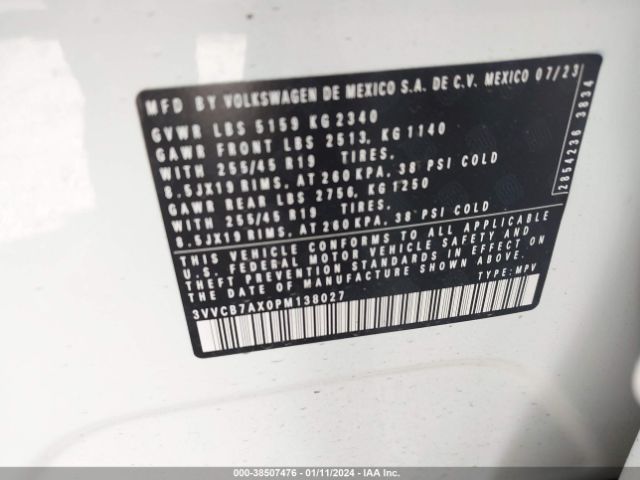 MFD BY VOLKSWAGEN DE MEXICO S.A. DE C.V. MEXICO 07/23
GVWR LBS 5159 KG 2340
GAWR FRONT LBS 2513, KG 1140
WITH 255/45 R19 TIRES.
8.5JX19 RIMS, AT 260 KPA, 38 PSI COLD
GAWR REAR LBS 2756, KG 1250
WITH 255/45 R19 TIRES.
8.5JX19 RIMS, AT 260 KPA, 38 PSI COLD
THIS VEHICLE CONFORMS TO ALL APPLICABLE
U.S. FEDERAL MOTOR VEHICLE SAFETY AND
THEFT PREVENTION STANDARDS IN EFFECT ON
THE DATE OF MANUFACTURE SHOWN ABOVE.
3VVCB7AX0PM138027 TYPE: MPV
2854236 3834
000-38507476 - 01/11/2024 - IAA Inc.